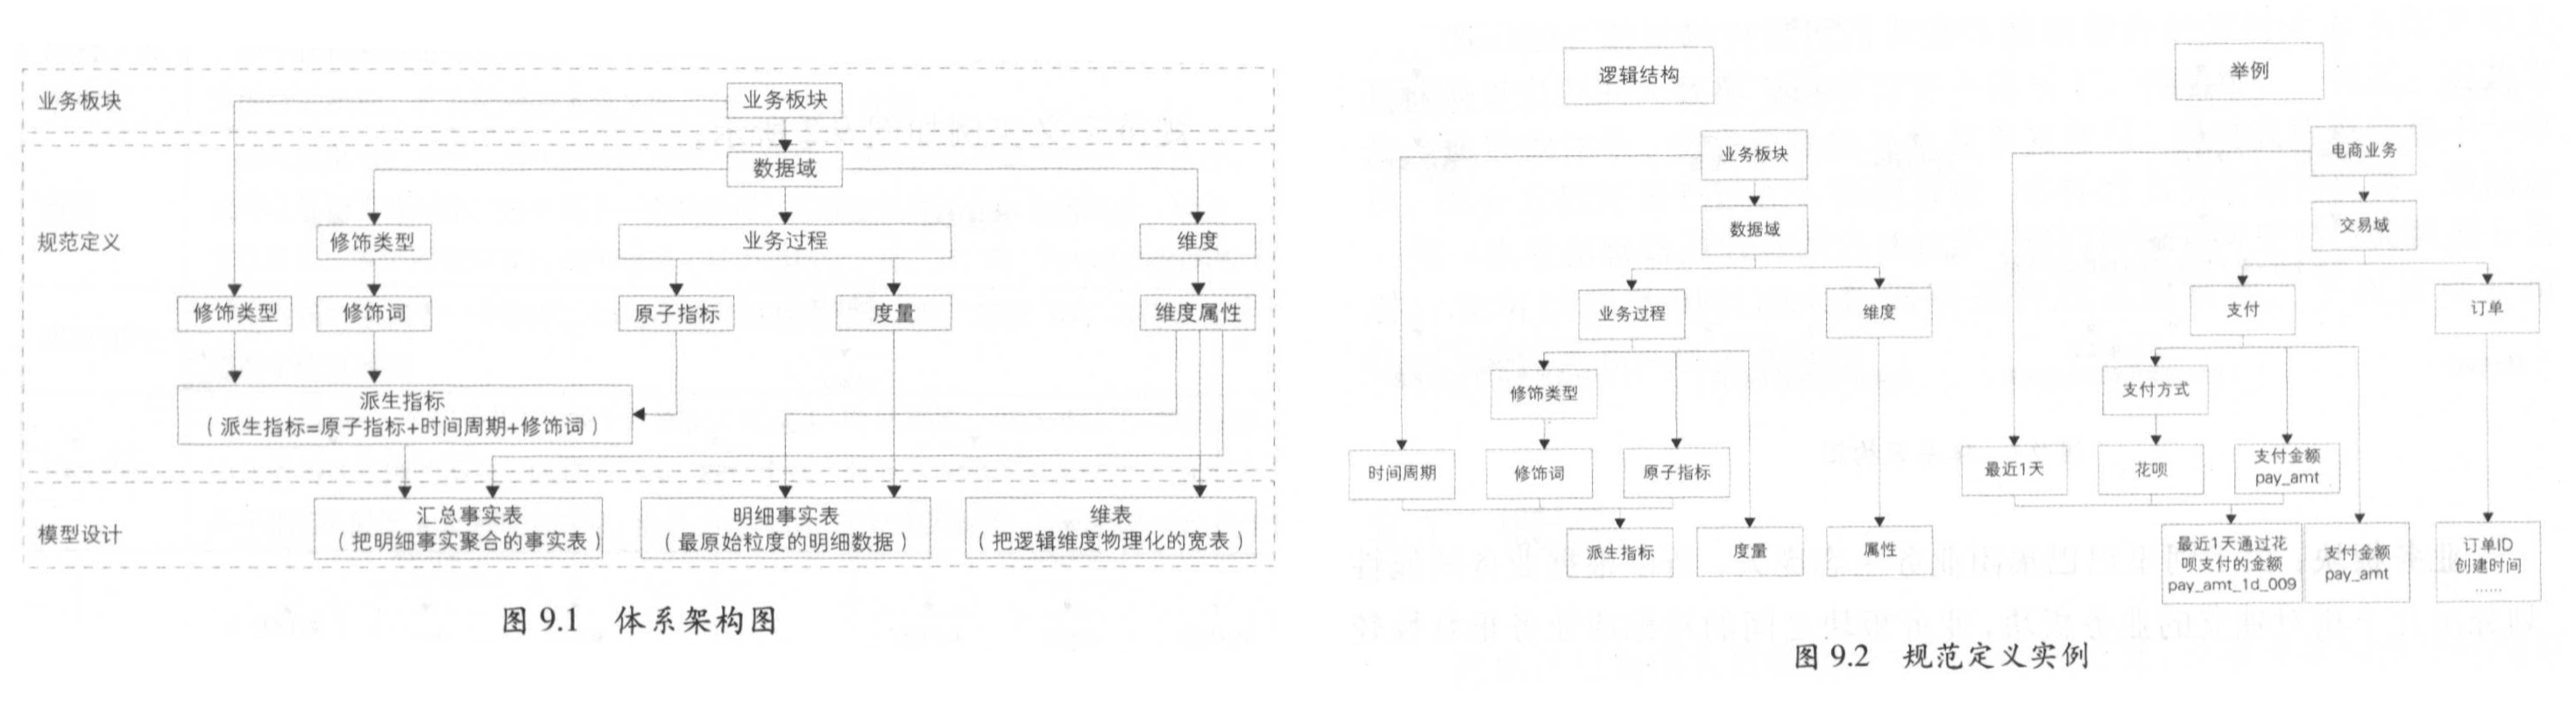 业务板块
业务板块
数据域
规范定义
修饰类型
业务过程
维度
修饰类型
修饰词
原子指标
度量
维度属性
派生指标
（派生指标=原子指标+时间周期+修饰词）
模型设计
汇总事实表
（把明细事实聚合的事实表）
明细事实表
（最原始粒度的明细数据）
维表
（把逻辑维度物理化的宽表）
图 9.1 体系架构图
逻辑结构
业务板块
数据域
业务过程
维度
修饰类型
时间周期
修饰词
原子指标
派生指标
度量
属性
举例
电商业务
交易域
支付
订单
支付方式
最近1天
花呗
支付金额
pay_amt
最近1天通过花
呗支付的金额
pay_amt_1d_009
支付金额
pay_amt
订单ID
创建时间
......
图 9.2 规范定义实例